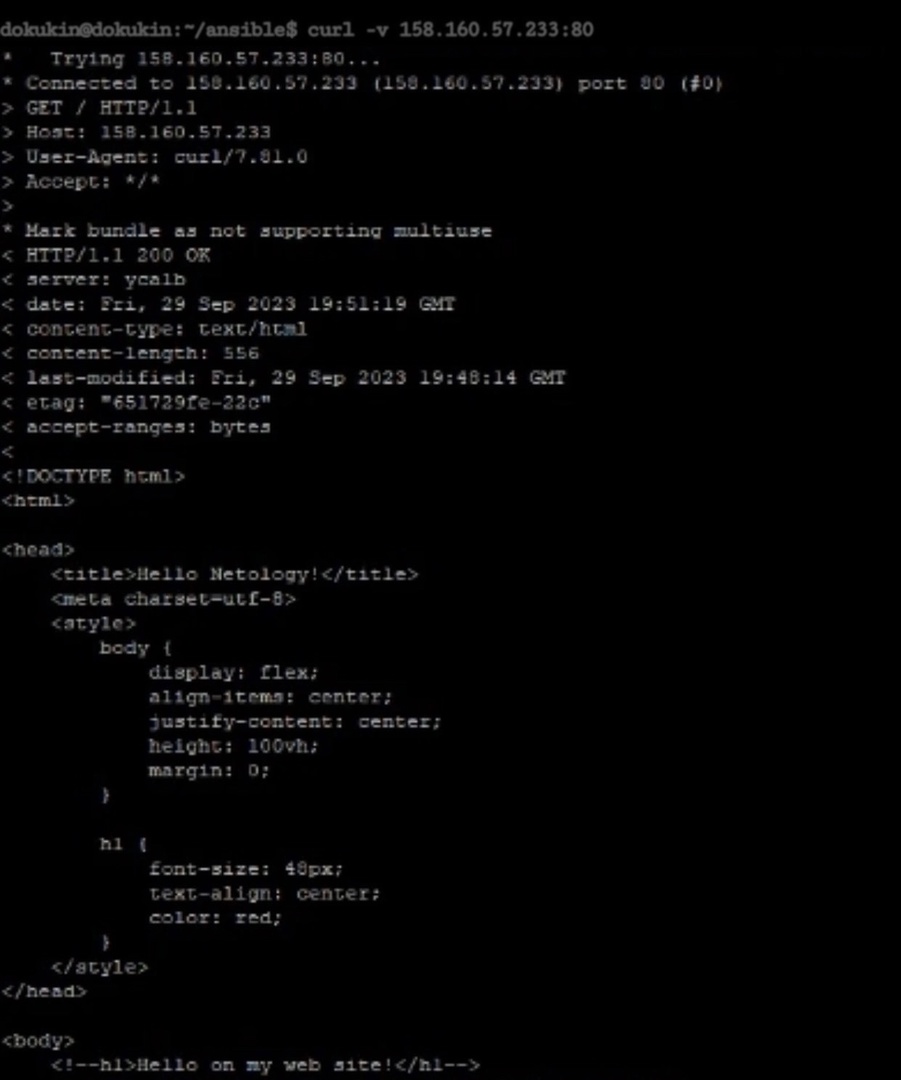 dokukin@dokukin:~/ansible$ curl -v 158.160.57.233:80
*   Trying 158.160.57.233:80...
* Connected to 158.160.57.233 (158.160.57.233) port 80 (#0)
> GET / HTTP/1.1
> Host: 158.160.57.233
> User-Agent: curl/7.81.0
> Accept: */*
>
* Mark bundle as not supporting multiuse
< HTTP/1.1 200 OK
< server: ycalb
< date: Fri, 29 Sep 2023 19:51:19 GMT
< content-type: text/html
< content-length: 556
< last-modified: Fri, 29 Sep 2023 19:48:14 GMT
< etag: "651729fe-22c"
< accept-ranges: bytes
<
<!DOCTYPE html>
<html>

<head>
    <title>Hello Netology!</title>
    <meta charset=utf-8>
    <style>
        body {
            display: flex;
            align-items: center;
            justify-content: center;
            height: 100vh;
            margin: 0;
        }

        h1 {
            font-size: 48px;
            text-align: center;
            color: red;
        }
    </style>
</head>

<body>
    <!--h1>Hello on my web site!</h1-->